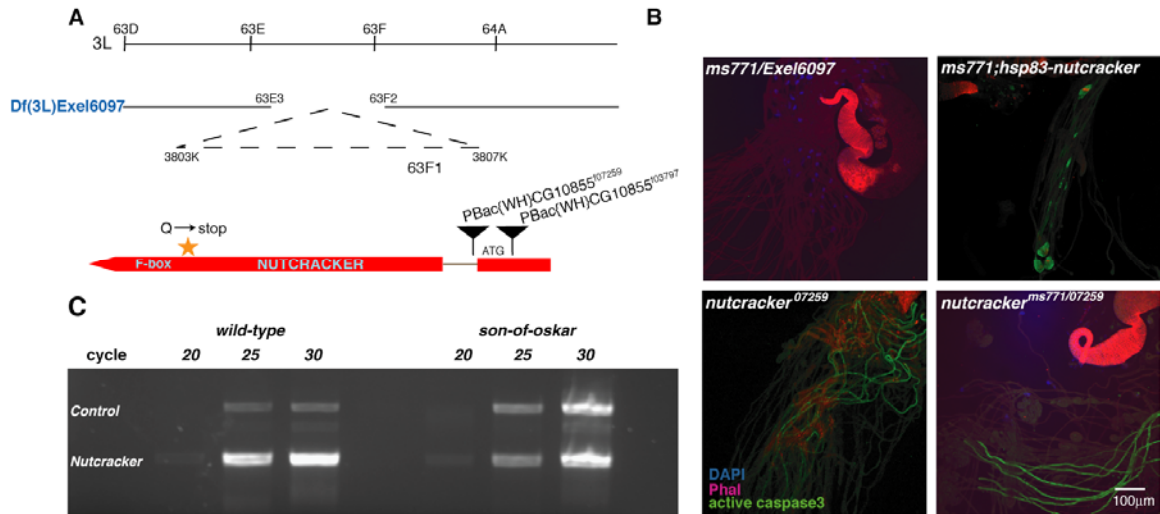 A
63D 63E 63F 64A
3L
Df(3L)Exel6097
63E3 63F2
3803K 3807K
63F1
PBac(WH)CG10855f07259
PBac(WH)CG10855f03797
Q→stop
ATG
F-box NUTCRACKER
B
ms771/Exel6097
ms771;hsp83-nutcracker
nutcracker07259
nutcrackerms771/07259
DAPI
Phal
active caspase3
100μm
C
wild-type son-of-oskar
cycle 20 25 30 20 25 30
Control
Nutcracker